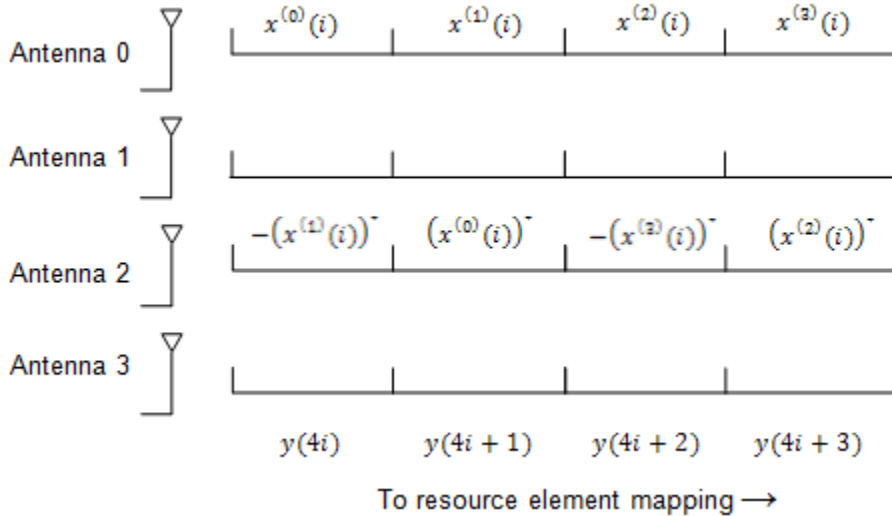 x⁽⁰⁾(i) x⁽¹⁾(i) x⁽²⁾(i) x⁽³⁾(i)
Antenna 0
Antenna 1
−(x⁽¹⁾(i))* (x⁽⁰⁾(i))* −(x⁽³⁾(i))* (x⁽²⁾(i))*
Antenna 2
Antenna 3
y(4i) y(4i + 1) y(4i + 2) y(4i + 3)
To resource element mapping →